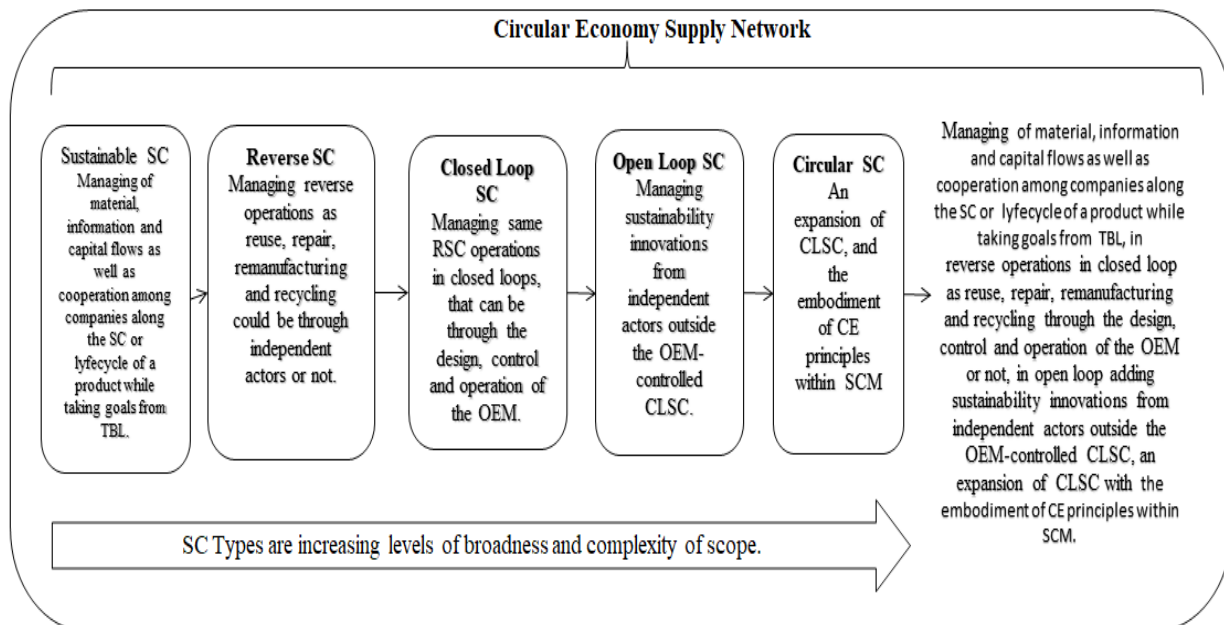 Circular Economy Supply Network
Sustainable SC
Managing of
material,
information and
capital flows as
well as
cooperation among
companies along
the SC or
lyfecycle of a
product while
taking goals from
TBL.
Reverse SC
Managing reverse
operations as
reuse, repair,
remanufacturing
and recycling
could be through
independent
actors or not.
Closed Loop
SC
Managing same
RSC operations
in closed loops,
that can be
through the
design, control
and operation of
the OEM.
Open Loop SC
Managing
sustainability
innovations
from
independent
actors outside
the OEM-
controlled
CLSC.
Circular SC
An
expansion of
CLSC, and
the
embodiment
of CE
principles
within SCM
Managing of material, information
and capital flows as well as
cooperation among companies along
the SC or lyfecycle of a product while
taking goals from TBL, in
reverse operations in closed loop
as reuse, repair, remanufacturing
and recycling through the design,
control and operation of the OEM
or not, in open loop adding
sustainability innovations from
independent actors outside the
OEM-controlled CLSC, an
expansion of CLSC with the
embodiment of CE principles within
SCM.
SC Types are increasing levels of broadness and complexity of scope.